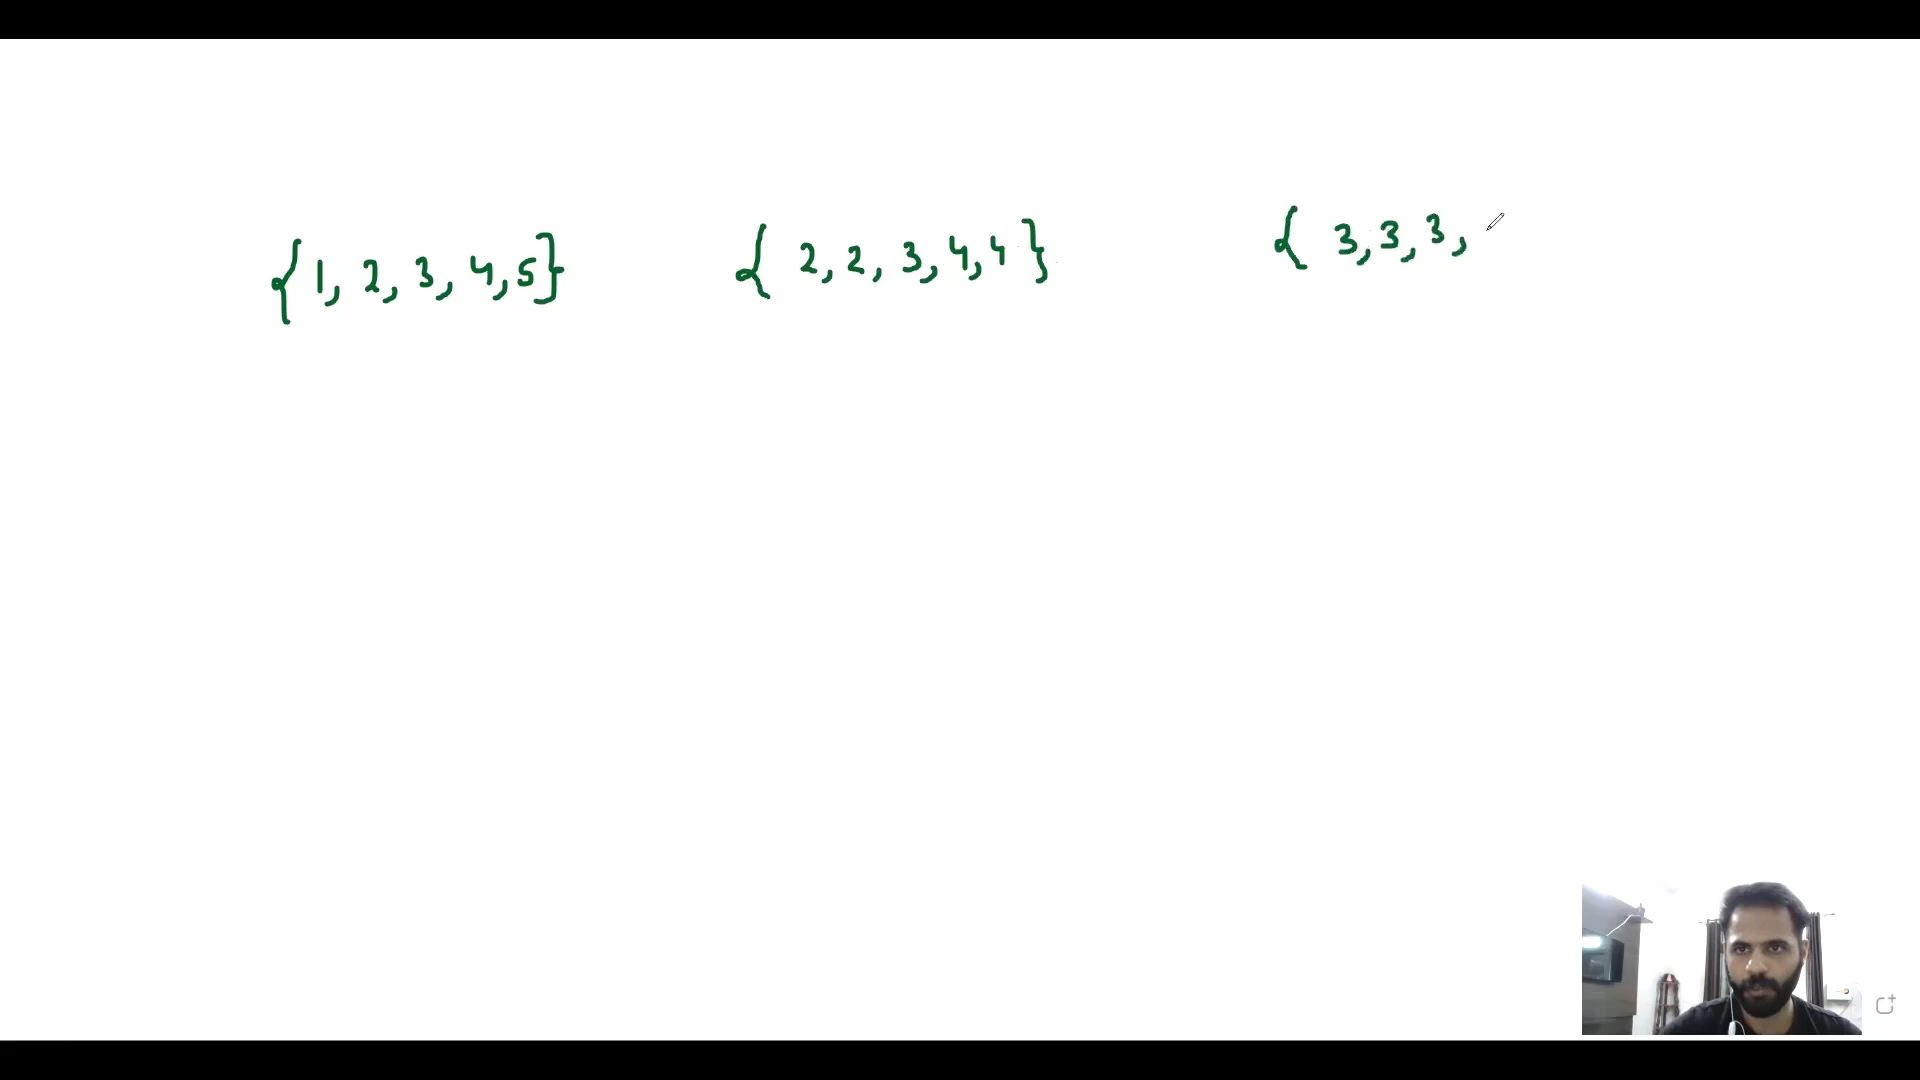 {1, 2, 3, 4, 5} { 2, 2, 3, 4, 4 } { 3, 3, 3,